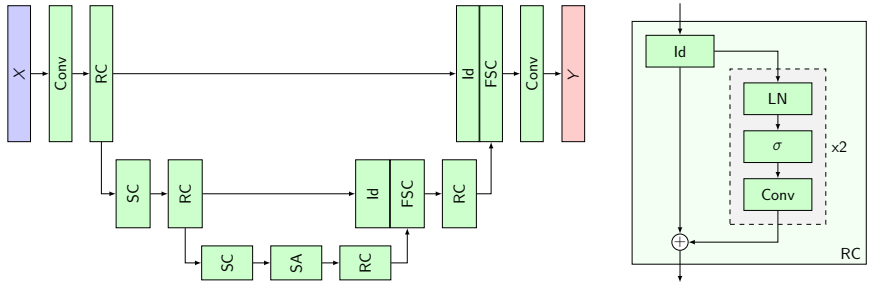 X
Conv
RC
Id
FSC
Conv
Y
SC
RC
Id
FSC
RC
SC
SA
RC
Id
LN
σ
x2
Conv
RC